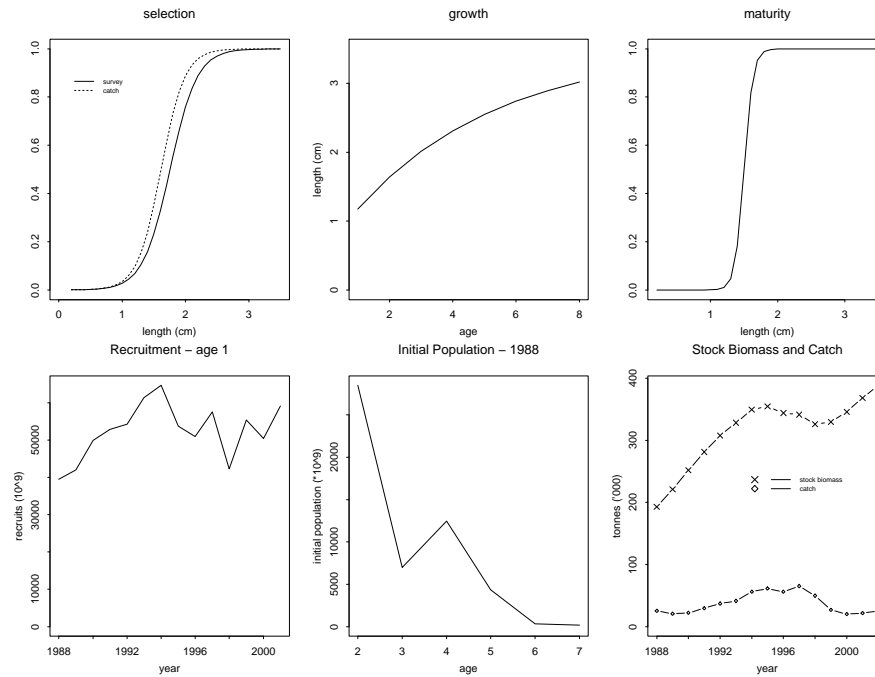 selection
0.0 0.2 0.4 0.6 0.8 1.0
survey
catch
0 1 2 3
length (cm)
growth
length (cm)
0 1 2 3
2 4 6 8
age
maturity
0.0 0.2 0.4 0.6 0.8 1.0
1 2 3
length (cm)
Recruitment − age 1
recruits (10^9)
0 10000 30000 50000
1988 1992 1996 2000
year
Initial Population − 1988
initial population (*10^9)
0 5000 10000 20000
2 3 4 5 6 7
age
Stock Biomass and Catch
tonnes ('000)
0 100 200 300 400
stock biomass
catch
1988 1992 1996 2000
year